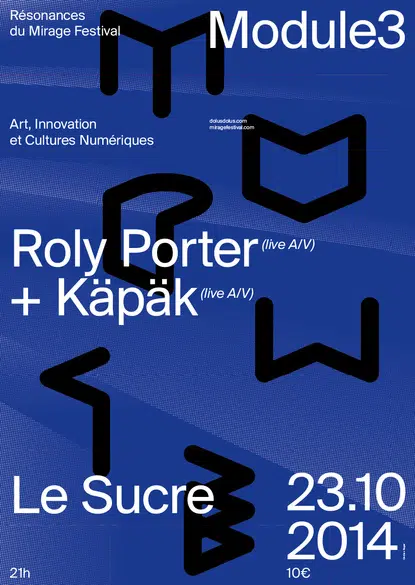 Résonances
du Mirage Festival
Module3
Art, Innovation
et Cultures Numériques
dolusdolus.com
miragefestival.com
Roly Porter (live A/V)
+ Käpäk (live A/V)
Le Sucre
23.10
2014
21h
10€